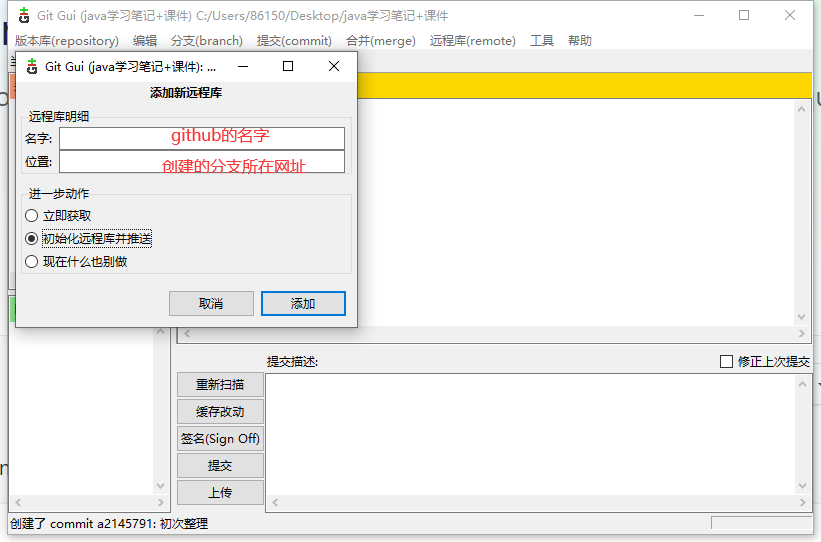 Git Gui (java学习笔记+课件) C:/Users/86150/Desktop/java学习笔记+课件
版本库(repository) 编辑 分支(branch) 提交(commit) 合并(merge) 远程库(remote) 工具 帮助
Git Gui (java学习笔记+课件): ...
添加新远程库
远程库明细
名字: github的名字
位置: 创建的分支所在网址
进一步动作
立即获取
初始化远程库并推送
现在什么也别做
取消 添加
提交描述: 修正上次提交
重新扫描
缓存改动
签名(Sign Off)
提交
上传
创建了 commit a2145791: 初次整理